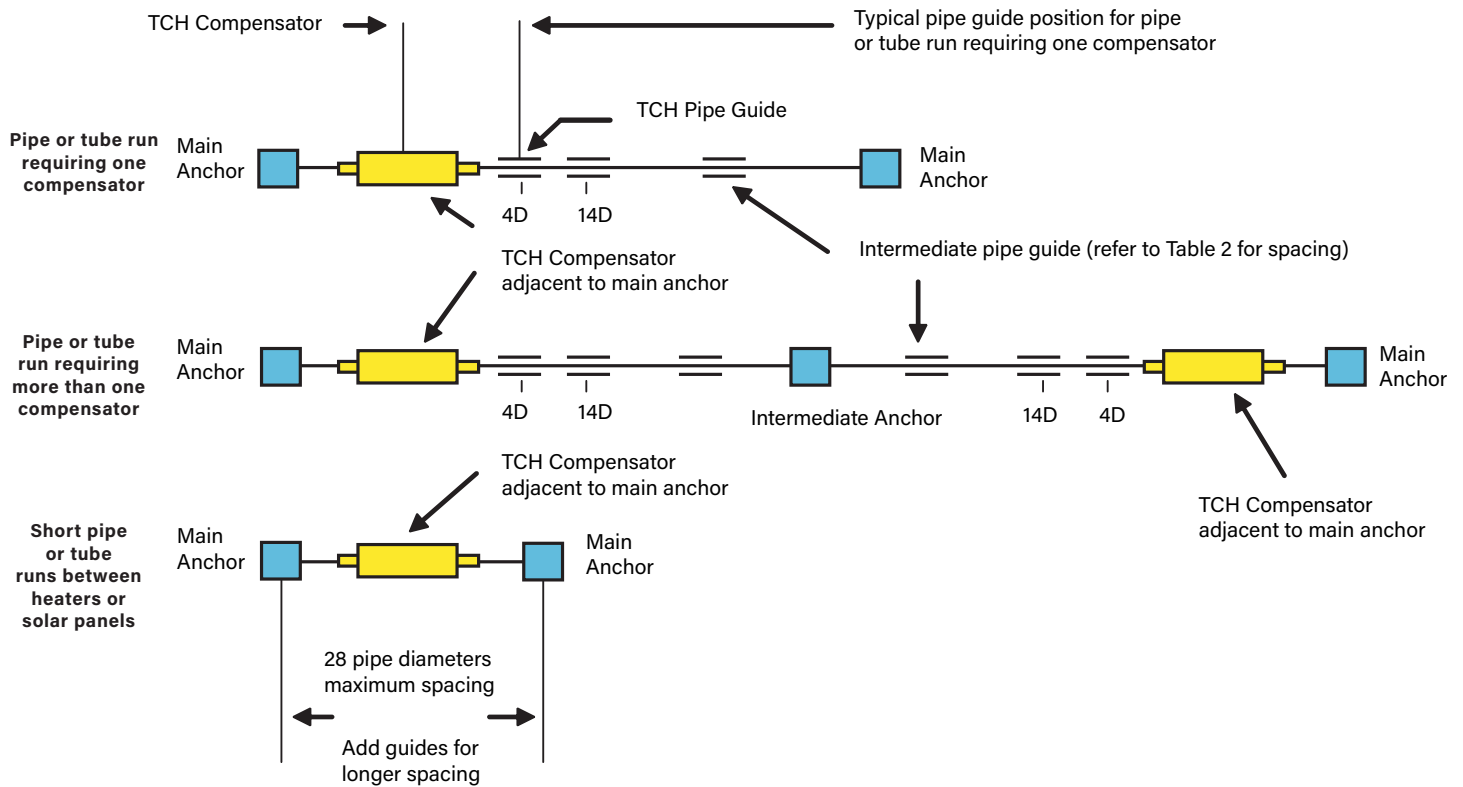 TCH Compensator
Typical pipe guide position for pipe
or tube run requiring one compensator
TCH Pipe Guide
Pipe or tube run
requiring one
compensator
Main
Anchor
Main
Anchor
4D
14D
TCH Compensator
adjacent to main anchor
Intermediate pipe guide (refer to Table 2 for spacing)
Pipe or tube
run requiring
more than one
compensator
Main
Anchor
Main
Anchor
4D
14D
Intermediate Anchor
14D
4D
TCH Compensator
adjacent to main anchor
TCH Compensator
adjacent to main anchor
Short pipe
or tube
runs between
heaters or
solar panels
Main
Anchor
Main
Anchor
28 pipe diameters
maximum spacing
Add guides for
longer spacing